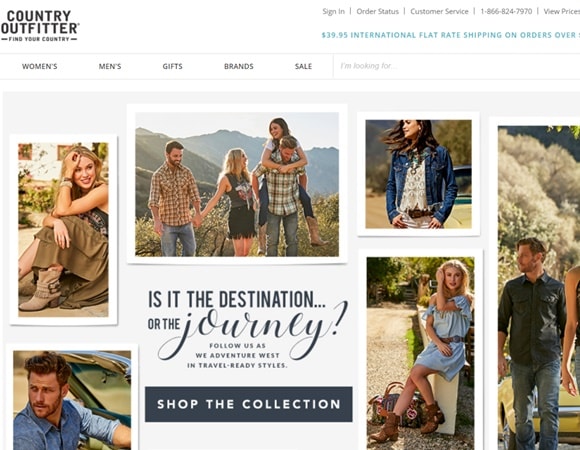 COUNTRY
OUTFITTER®
• FIND YOUR COUNTRY •
Sign In | Order Status | Customer Service | 1-866-824-7970 | View Prices
$39.95 INTERNATIONAL FLAT RATE SHIPPING ON ORDERS OVER
WOMEN'S MEN'S GIFTS BRANDS SALE I'm looking for...
IS IT THE DESTINATION...
OR THE journey?
FOLLOW US AS
WE ADVENTURE WEST
IN TRAVEL-READY STYLES.
SHOP THE COLLECTION